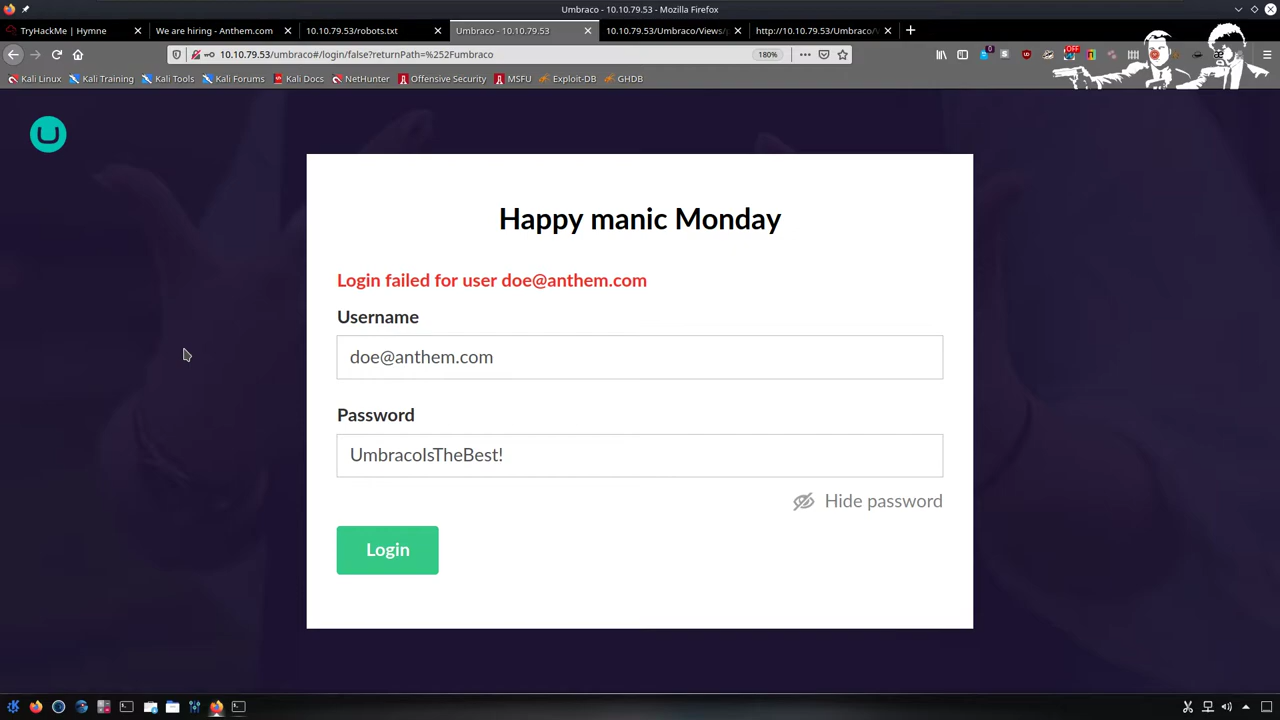 Umbraco - 10.10.79.53 - Mozilla Firefox
TryHackMe | Hymne
We are hiring - Anthem.com
10.10.79.53/robots.txt
Umbraco - 10.10.79.53
10.10.79.53/Umbraco/Views/
http://10.10.79.53/Umbraco/
10.10.79.53/umbraco#/login/false?returnPath=%252Fumbraco
180%
0
OFF
Kali Linux
Kali Training
Kali Tools
Kali Forums
Kali Docs
NetHunter
Offensive Security
MSFU
Exploit-DB
GHDB
Happy manic Monday
Login failed for user doe@anthem.com
Username
doe@anthem.com
Password
UmbracoIsTheBest!
Hide password
Login